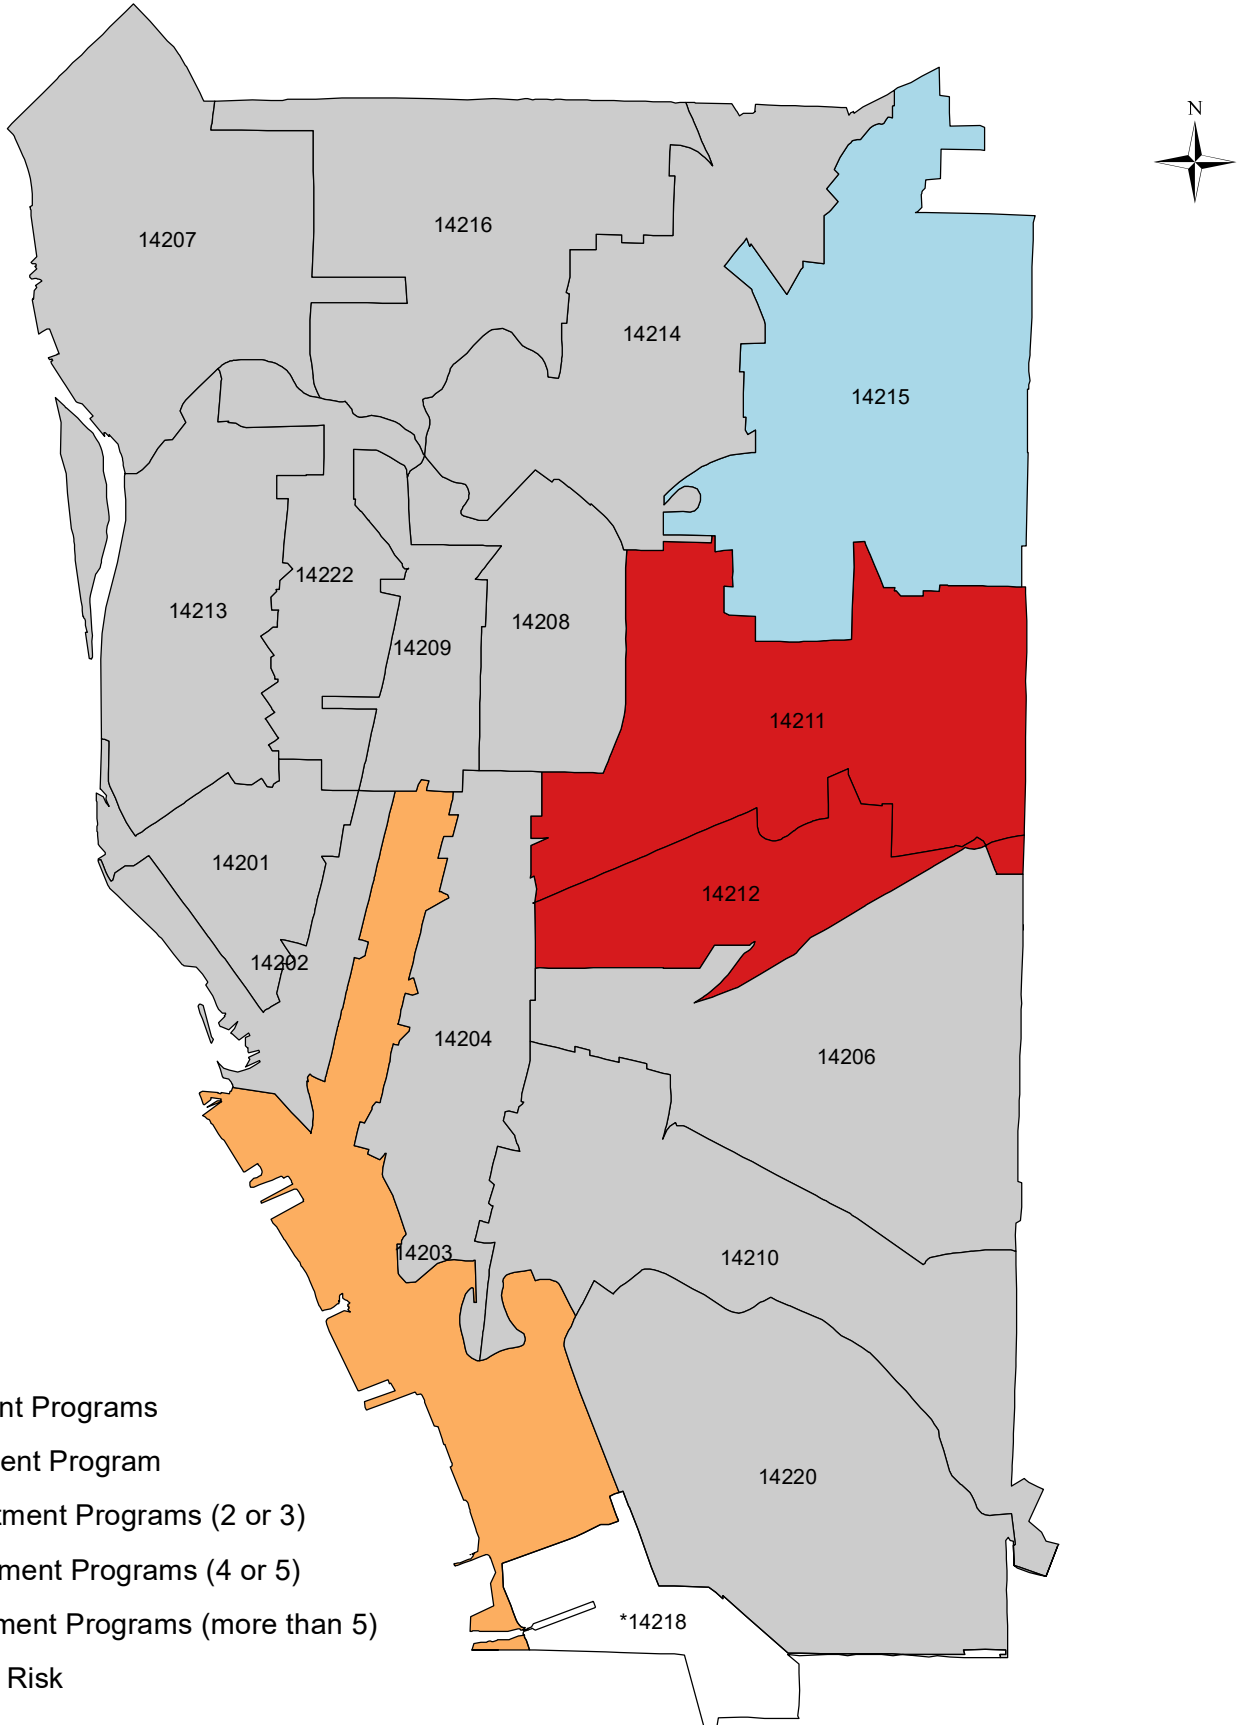 N
14216
14207
14214
14215
14222
14213
14208
14209
14211
14201
14212
14202
14204
14206
14203
14210
nt Programs
ent Program
14220
tment Programs (2 or 3)
ment Programs (4 or 5)
*14218
ment Programs (more than 5)
Risk